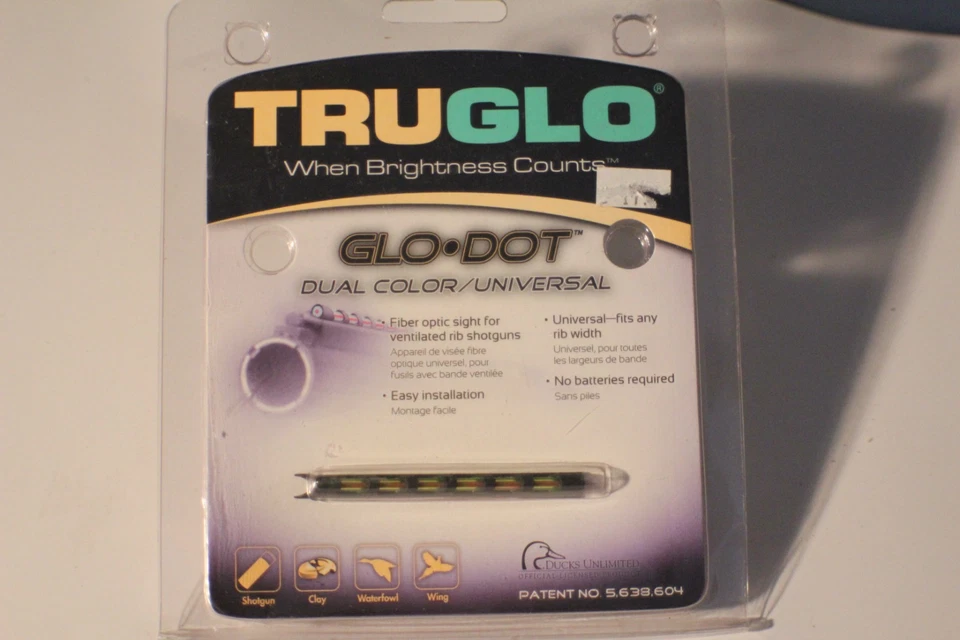 TRUGLO®
When Brightness Counts™
GLO•DOT™
DUAL COLOR/UNIVERSAL
• Fiber optic sight for
ventilated rib shotguns
Appareil de visée fibre
optique universel, pour
fusils avec bande ventilée
• Easy installation
Montage facile
• Universal—fits any
rib width
Universel, pour toutes
les largeurs de bande
• No batteries required
Sans piles
Shotgun
Clay
Waterfowl
Wing
DUCKS UNLIMITED
PATENT NO. 5,638,604